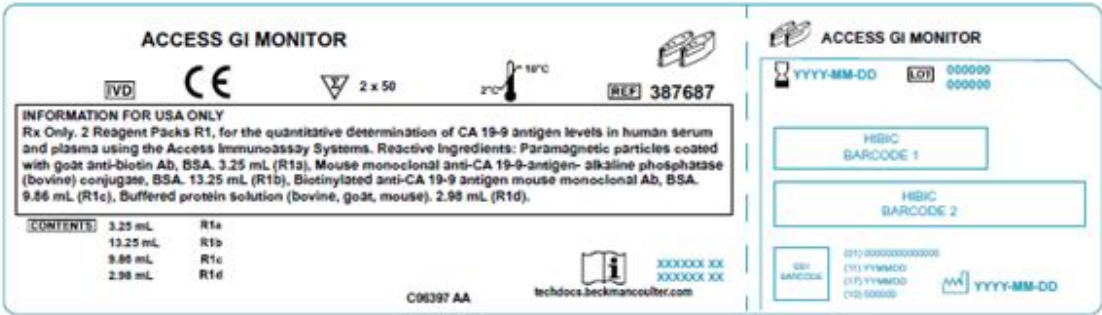 ACCESS GI MONITOR
IVD
CE
Σ
2 x 50
2°C
10°C
REF 387687
INFORMATION FOR USA ONLY
Rx Only. 2 Reagent Packs R1, for the quantitative determination of CA 19-9 antigen levels in human serum
and plasma using the Access Immunoassay Systems. Reactive Ingredients: Paramagnetic particles coated
with goat anti-biotin Ab, BSA. 3.25 mL (R1a), Mouse monoclonal anti-CA 19-9-antigen- alkaline phosphatase
(bovine) conjugate, BSA. 13.25 mL (R1b), Biotinylated anti-CA 19-9 antigen mouse monoclonal Ab, BSA.
9.86 mL (R1c), Buffered protein solution (bovine, goat, mouse). 2.98 mL (R1d).
CONTENTS 3.25 mL R1a
13.25 mL R1b
9.86 mL R1c
2.98 mL R1d
i
XXXXXX XX
XXXXXX XX
C06397 AA
techdocs.beckmancoulter.com
ACCESS GI MONITOR
YYYY-MM-DD
LOT
000000
000000
HIBIC
BARCODE 1
HIBIC
BARCODE 2
GS1
BARCODE
(01) 00000000000000
(11) YYMMDD
(17) YYMMDD
(10) 000000
YYYY-MM-DD